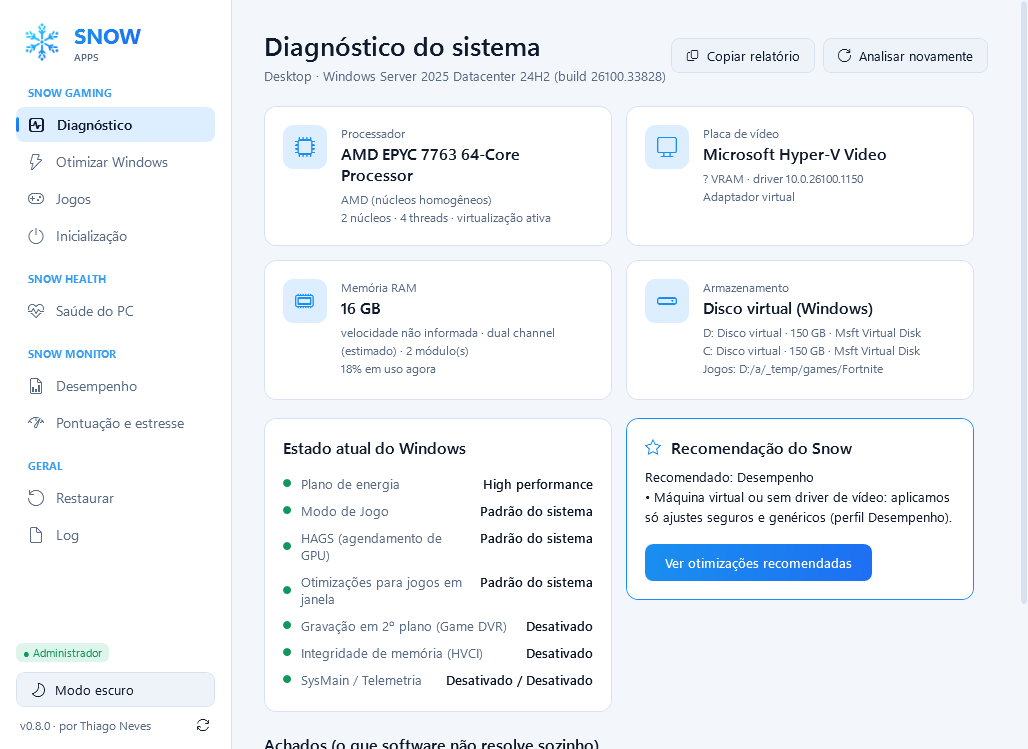 SNOW
APPS
SNOW GAMING
Diagnóstico
Otimizar Windows
Jogos
Inicialização
SNOW HEALTH
Saúde do PC
SNOW MONITOR
Desempenho
Pontuação e estresse
GERAL
Restaurar
Log
● Administrador
Modo escuro
v0.8.0 · por Thiago Neves
Diagnóstico do sistema
Desktop · Windows Server 2025 Datacenter 24H2 (build 26100.33828)
Copiar relatório
Analisar novamente
Processador
AMD EPYC 7763 64-Core
Processor
AMD (núcleos homogêneos)
2 núcleos · 4 threads · virtualização ativa
Placa de vídeo
Microsoft Hyper-V Video
? VRAM · driver 10.0.26100.1150
Adaptador virtual
Memória RAM
16 GB
velocidade não informada · dual channel
(estimado) · 2 módulo(s)
18% em uso agora
Armazenamento
Disco virtual (Windows)
D: Disco virtual · 150 GB · Msft Virtual Disk
C: Disco virtual · 150 GB · Msft Virtual Disk
Jogos: D:/a/_temp/games/Fortnite
Estado atual do Windows
Plano de energia High performance
Modo de Jogo Padrão do sistema
HAGS (agendamento de Padrão do sistema
GPU)
Otimizações para jogos em Padrão do sistema
janela
Gravação em 2º plano (Game DVR) Desativado
Integridade de memória (HVCI) Desativado
SysMain / Telemetria Desativado / Desativado
Recomendação do Snow
Recomendado: Desempenho
• Máquina virtual ou sem driver de vídeo: aplicamos
só ajustes seguros e genéricos (perfil Desempenho).
Ver otimizações recomendadas
Achados (o que software não resolve sozinho)